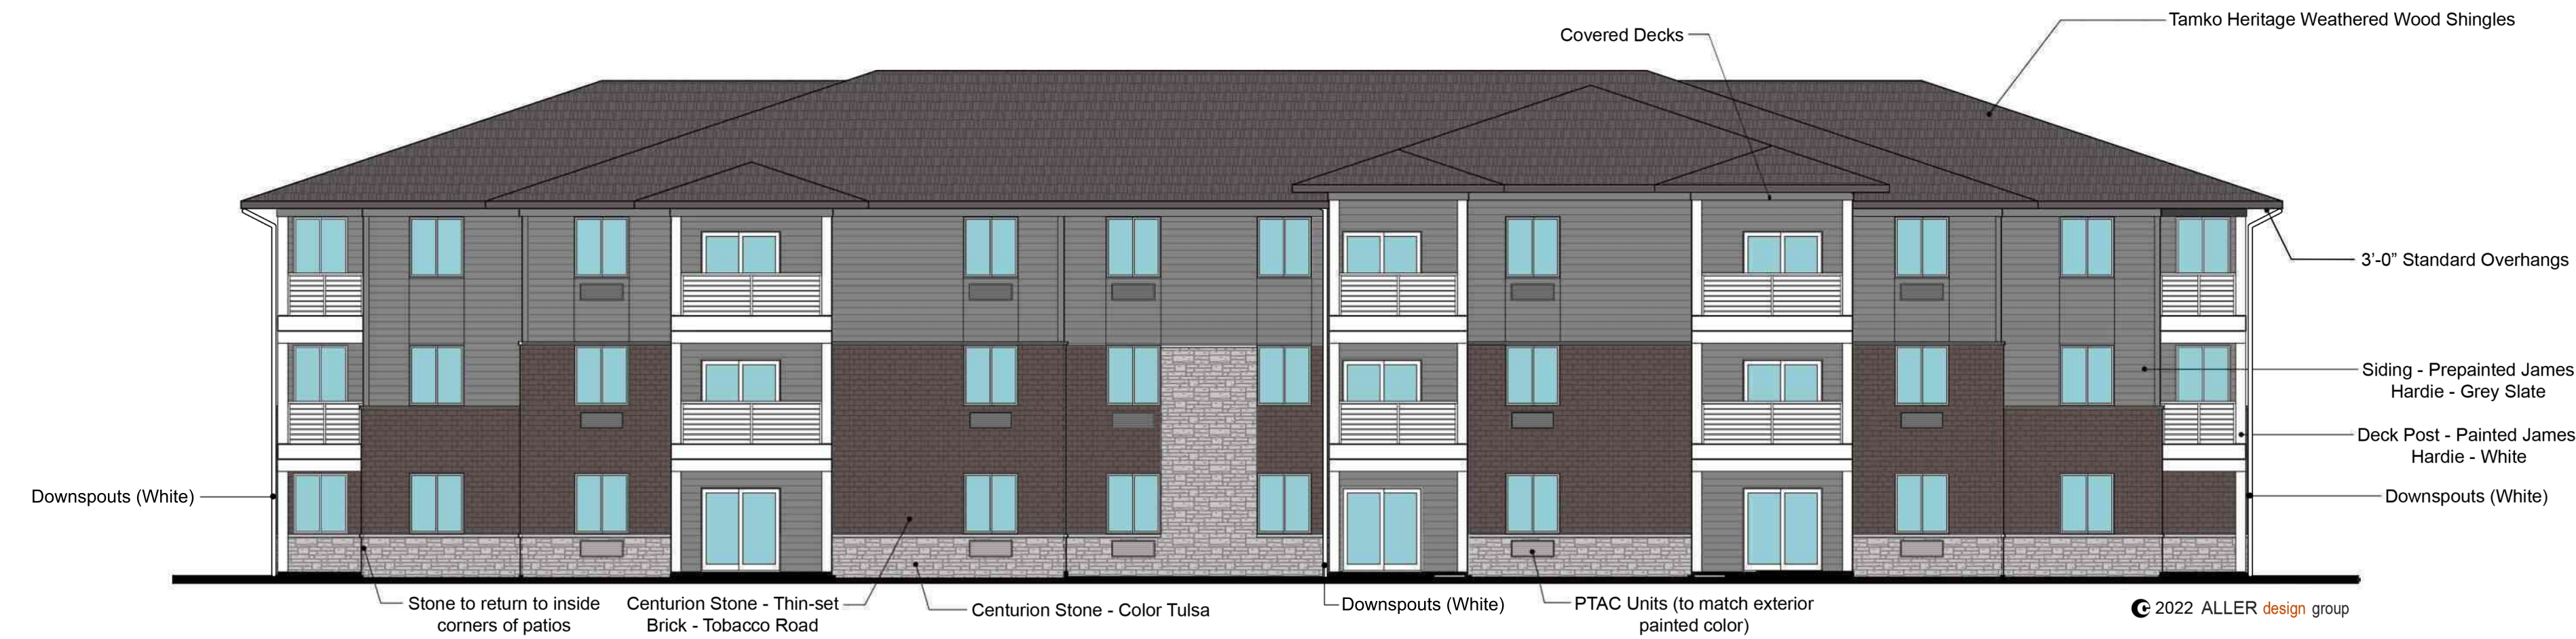 Tamko Heritage Weathered Wood Shingles
Covered Decks
3’-0” Standard Overhangs
Siding - Prepainted James
Hardie - Grey Slate
Deck Post - Painted James
Hardie - White
Downspouts (White)
Downspouts (White)
Stone to return to inside
corners of patios
Centurion Stone - Thin-set
Brick - Tobacco Road
Centurion Stone - Color Tulsa
Downspouts (White)
PTAC Units (to match exterior
painted color)
© 2022 ALLER design group